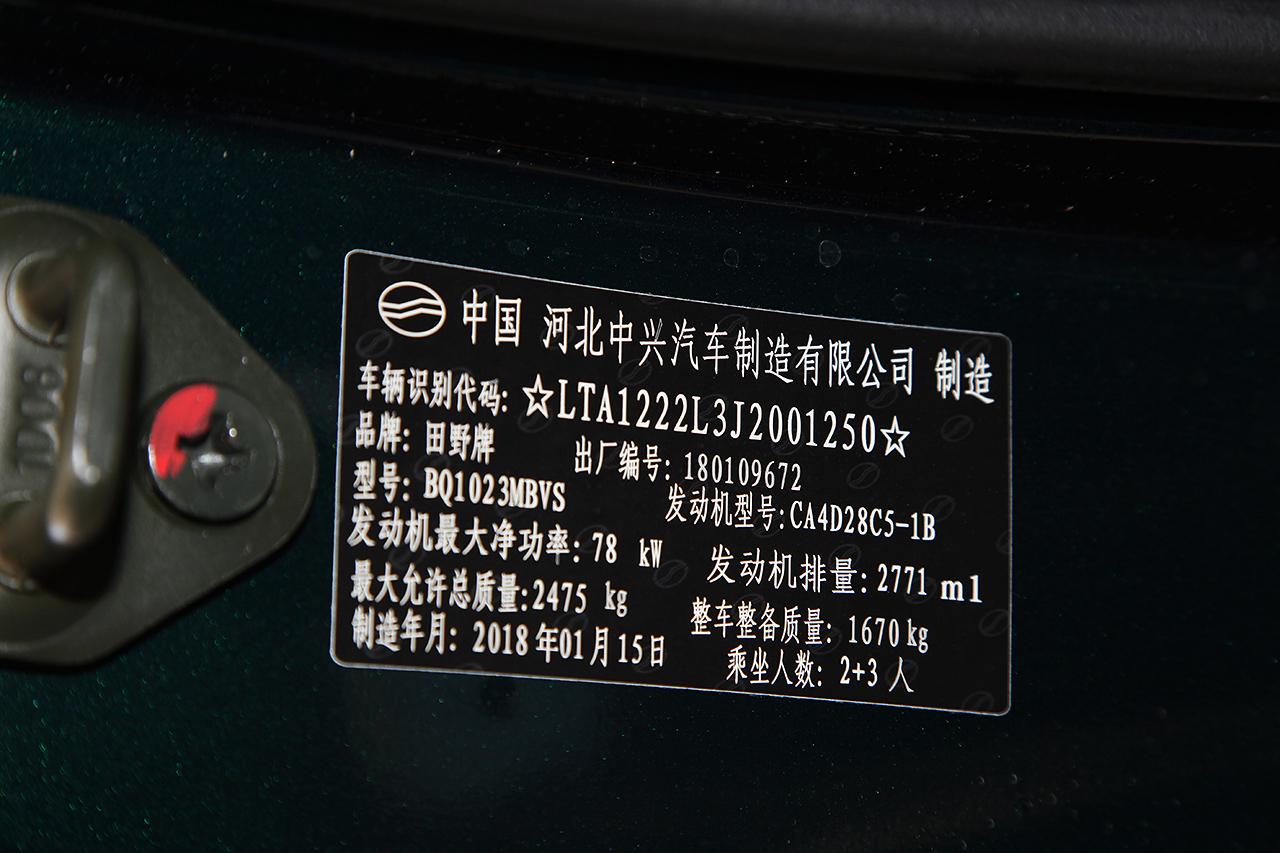 中国 河北中兴汽车制造有限公司 制造
车辆识别代码: ☆LTA1222L3J2001250☆
品牌: 田野牌 出厂编号: 180109672
型号: BQ1023MBVS 发动机型号:CA4D28C5-1B
发动机最大净功率: 78 kW 发动机排量: 2771 ml
最大允许总质量:2475 kg 整车整备质量: 1670 kg
制造年月: 2018年01月15日 乘坐人数: 2+3 人